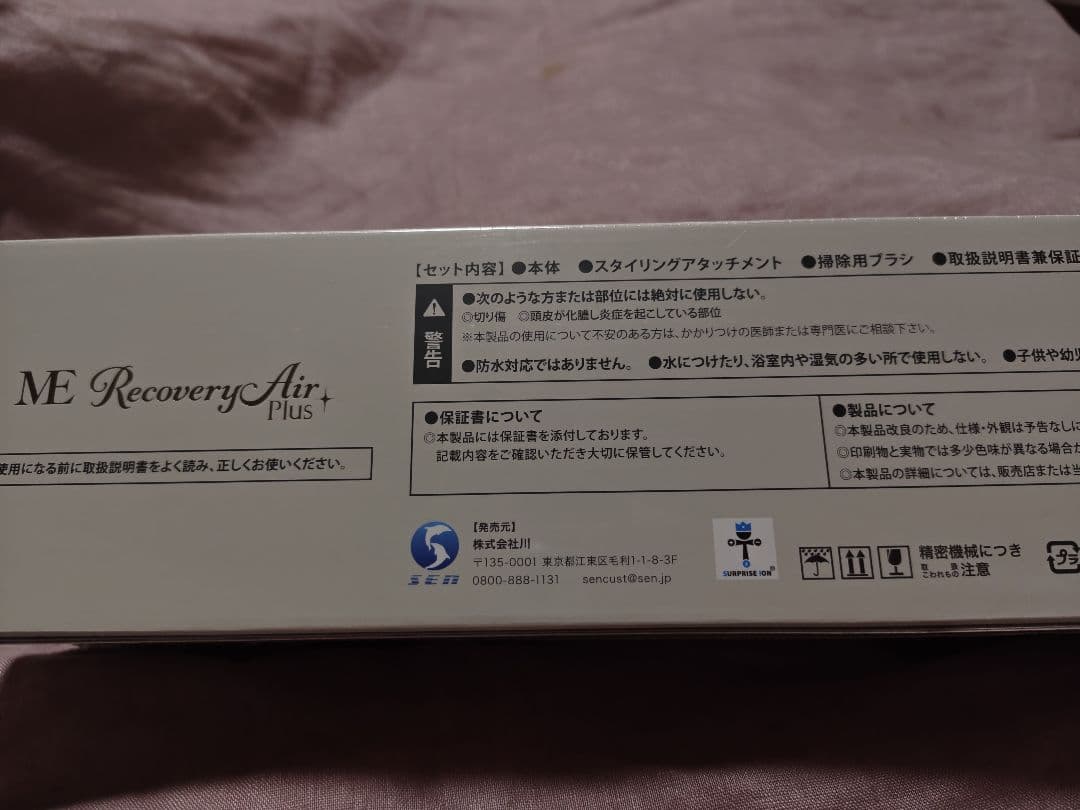 【セット内容】 ●本体 ●スタイリングアタッチメント ●掃除用ブラシ ●取扱説明書兼保証
警告
●次のような方または部位には絶対に使用しない。
◎切り傷 ◎頭皮が化膿し炎症を起こしている部位
※本製品の使用について不安のある方は、かかりつけの医師または専門医にご相談下さい。
●防水対応ではありません。 ●水につけたり、浴室内や湿気の多い所で使用しない。 ●子供や幼児
ME Recovery Air
Plus
使用になる前に取扱説明書をよく読み、正しくお使いください。
●保証書について
◎本製品には保証書を添付しております。
記載内容をご確認いただき大切に保管してください。
●製品について
◎本製品改良のため、仕様・外観は予告なしに
◎印刷物と実物では多少色味が異なる場合が
◎本製品の詳細については、販売店または当
SEN
【発売元】
株式会社川
〒135-0001 東京都江東区毛利1-1-8-3F
0800-888-1131 sencust@sen.jp
SURPRISE ION®
精密機械につき
取扱注意
こわれもの
プラ